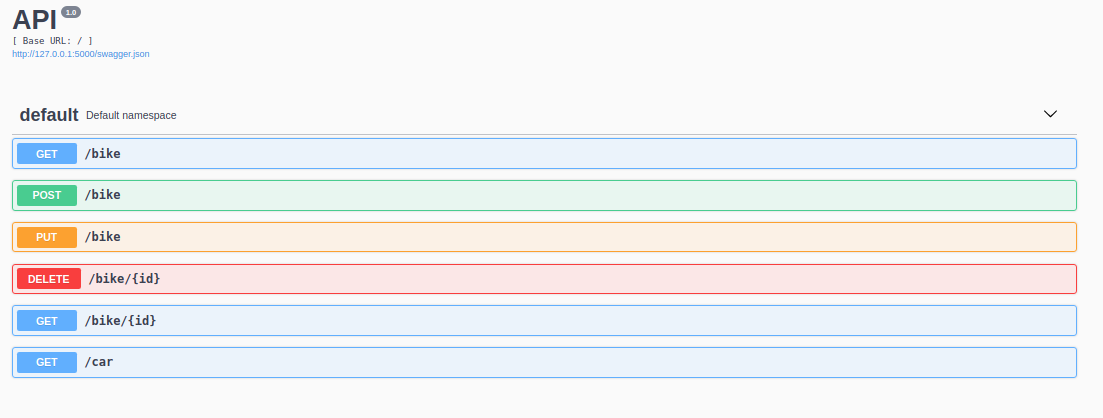 API 1.0
[ Base URL: / ]
http://127.0.0.1:5000/swagger.json
default Default namespace
GET /bike
POST /bike
PUT /bike
DELETE /bike/{id}
GET /bike/{id}
GET /car